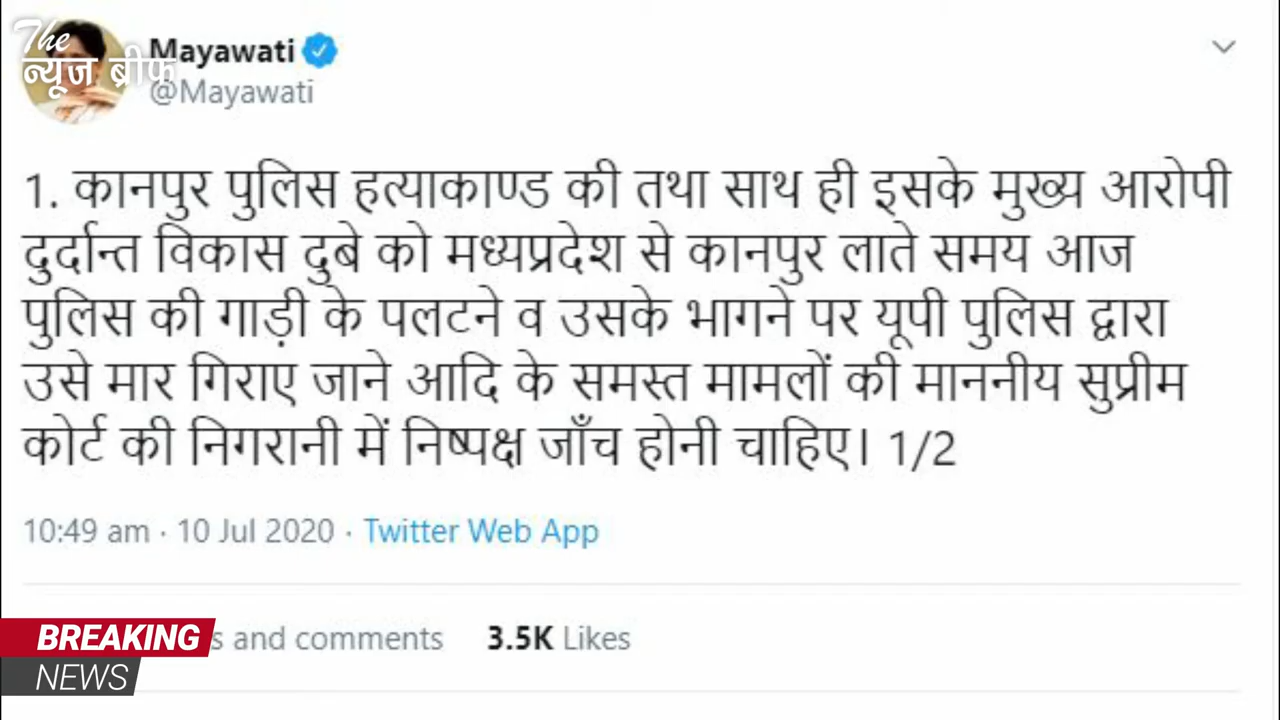 The
न्यूज ब्रीफ
Mayawati
@Mayawati
1. कानपुर पुलिस हत्याकाण्ड की तथा साथ ही इसके मुख्य आरोपी
दुर्दान्त विकास दुबे को मध्यप्रदेश से कानपुर लाते समय आज
पुलिस की गाड़ी के पलटने व उसके भागने पर यूपी पुलिस द्वारा
उसे मार गिराए जाने आदि के समस्त मामलों की माननीय सुप्रीम
कोर्ट की निगरानी में निष्पक्ष जाँच होनी चाहिए। 1/2
10:49 am · 10 Jul 2020 · Twitter Web App
s and comments 3.5K Likes
BREAKING
NEWS